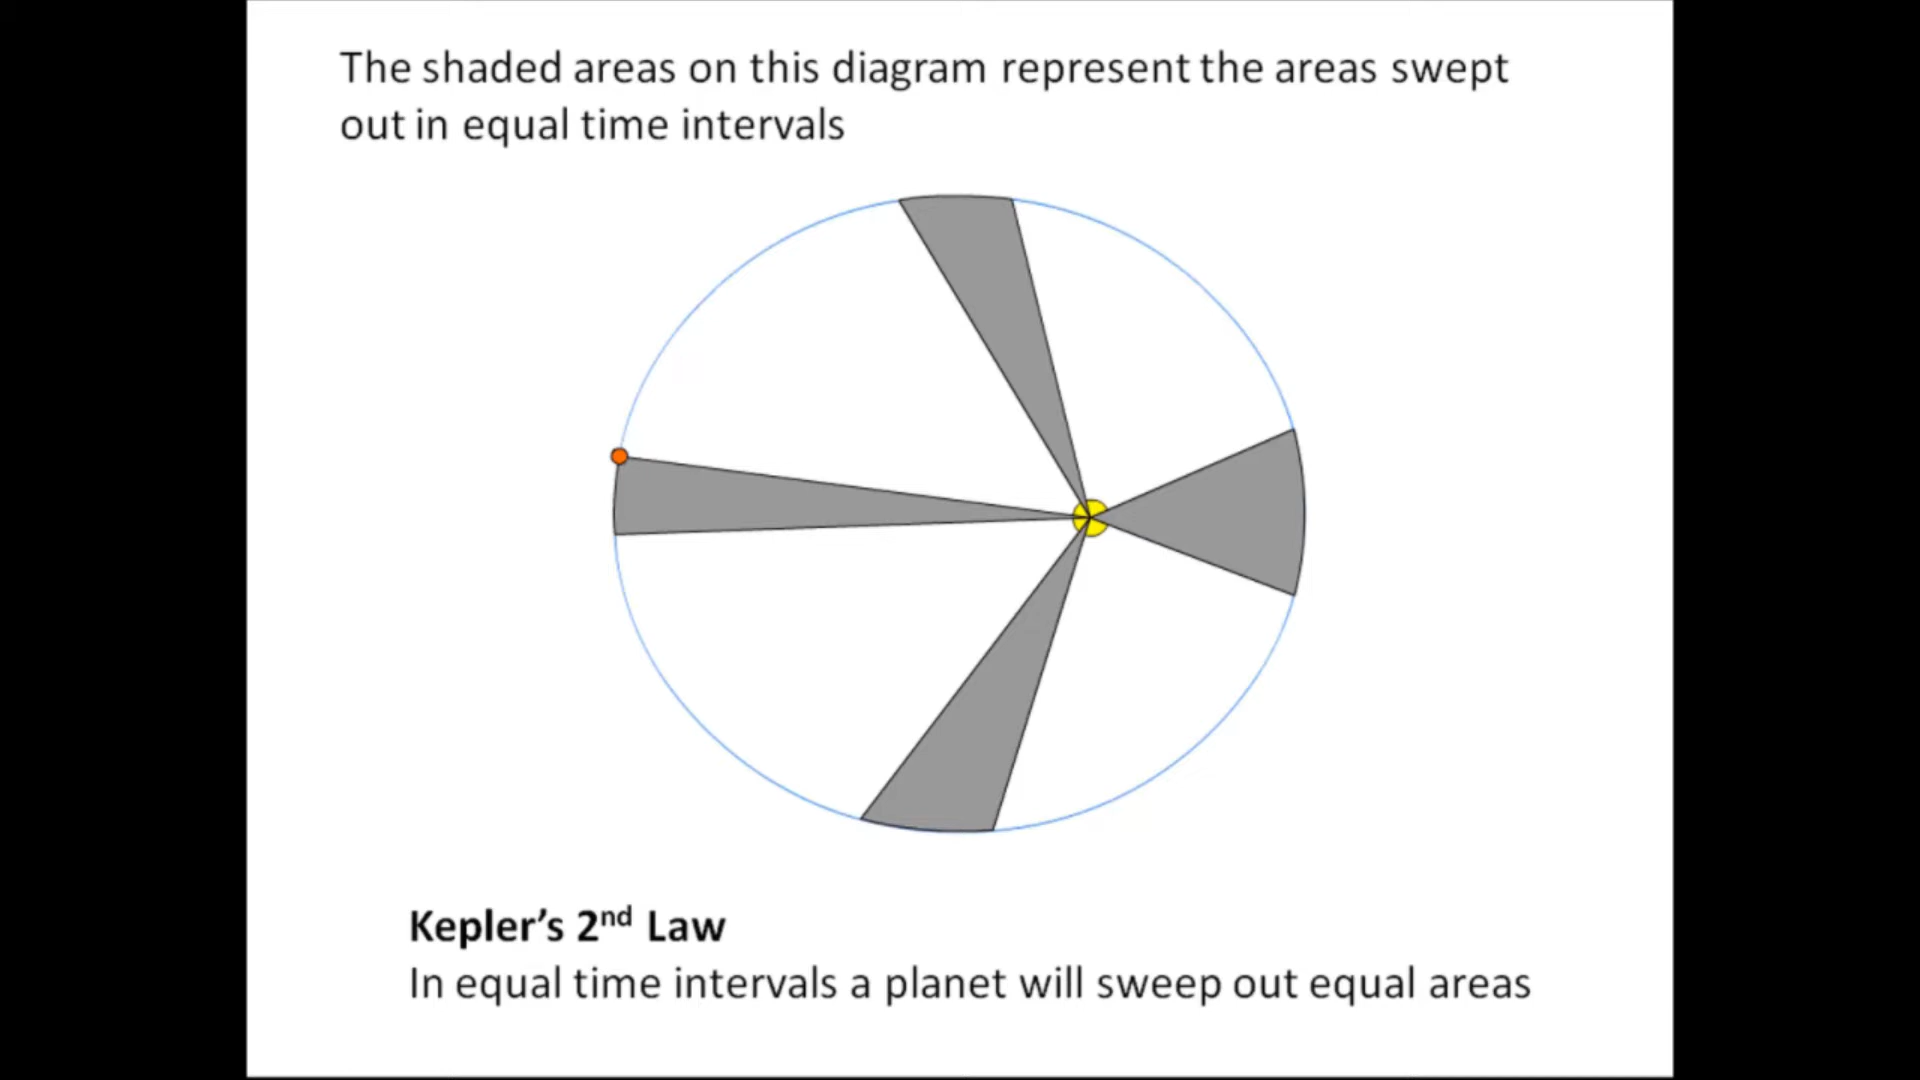 The shaded areas on this diagram represent the areas swept
out in equal time intervals
Kepler’s 2nd Law
In equal time intervals a planet will sweep out equal areas